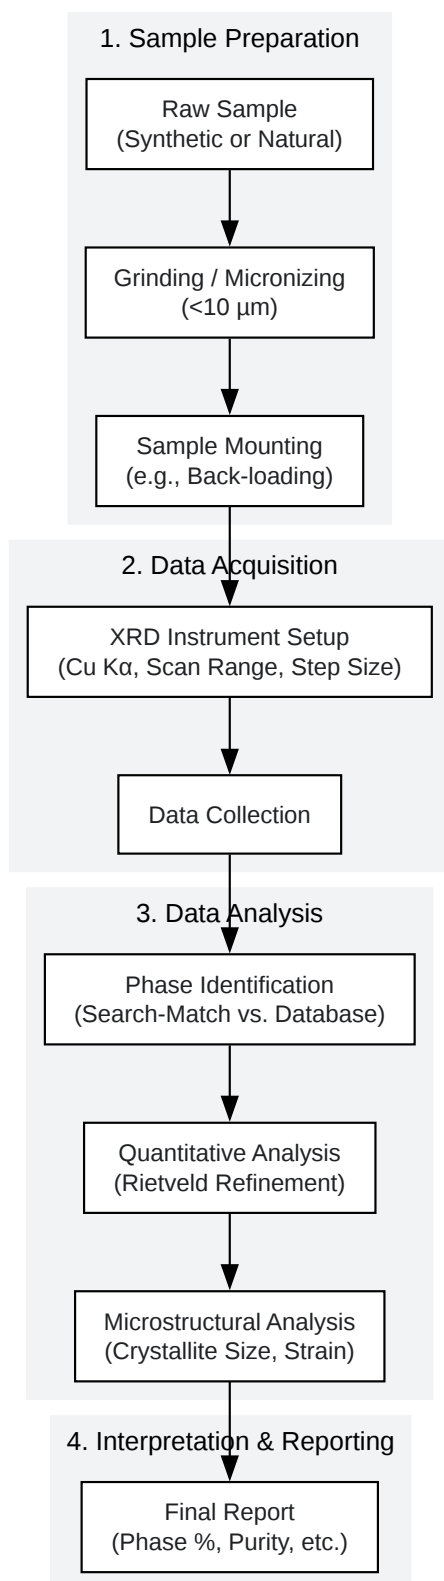 1. Sample Preparation
Raw Sample
(Synthetic or Natural)
Grinding / Micronizing
(<10 µm)
Sample Mounting
(e.g., Back-loading)
2. Data Acquisition
XRD Instrument Setup
(Cu Kα, Scan Range, Step Size)
Data Collection
3. Data Analysis
Phase Identification
(Search-Match vs. Database)
Quantitative Analysis
(Rietveld Refinement)
Microstructural Analysis
(Crystallite Size, Strain)
4. Interpretation & Reporting
Final Report
(Phase %, Purity, etc.)